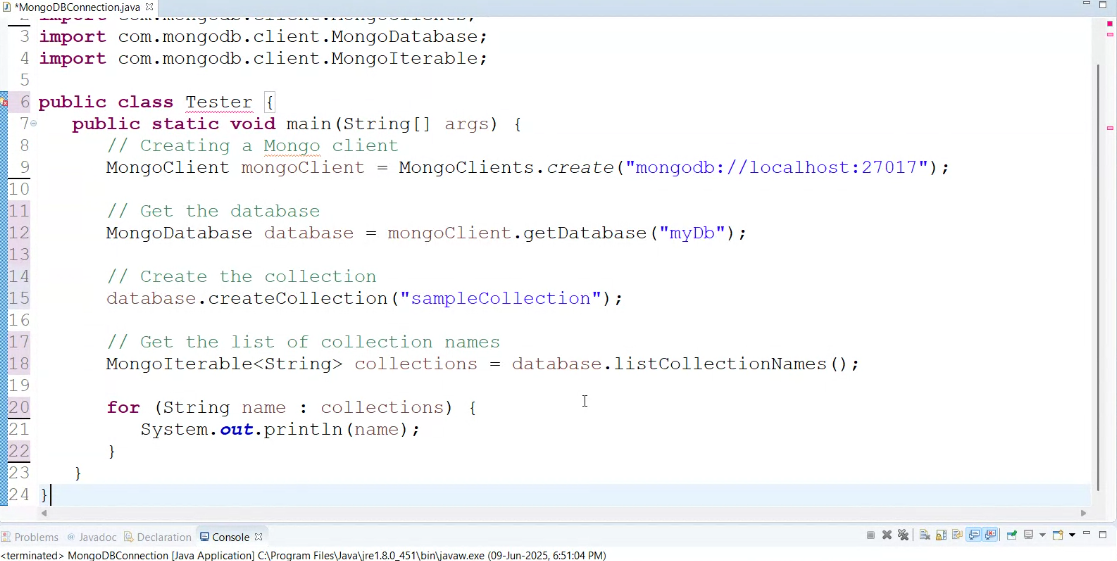 *MongoDBConnection.java
3 import com.mongodb.client.MongoDatabase;
4 import com.mongodb.client.MongoIterable;
5
6 public class Tester {
7 public static void main(String[] args) {
8 // Creating a Mongo client
9 MongoClient mongoClient = MongoClients.create("mongodb://localhost:27017");
10
11 // Get the database
12 MongoDatabase database = mongoClient.getDatabase("myDb");
13
14 // Create the collection
15 database.createCollection("sampleCollection");
16
17 // Get the list of collection names
18 MongoIterable<String> collections = database.listCollectionNames();
19
20 for (String name : collections) {
21 System.out.println(name);
22 }
23 }
24 }
Problems Javadoc Declaration Console
<terminated> MongoDBConnection [Java Application] C:\Program Files\Java\jre1.8.0_451\bin\javaw.exe (09-Jun-2025, 6:51:04 PM)